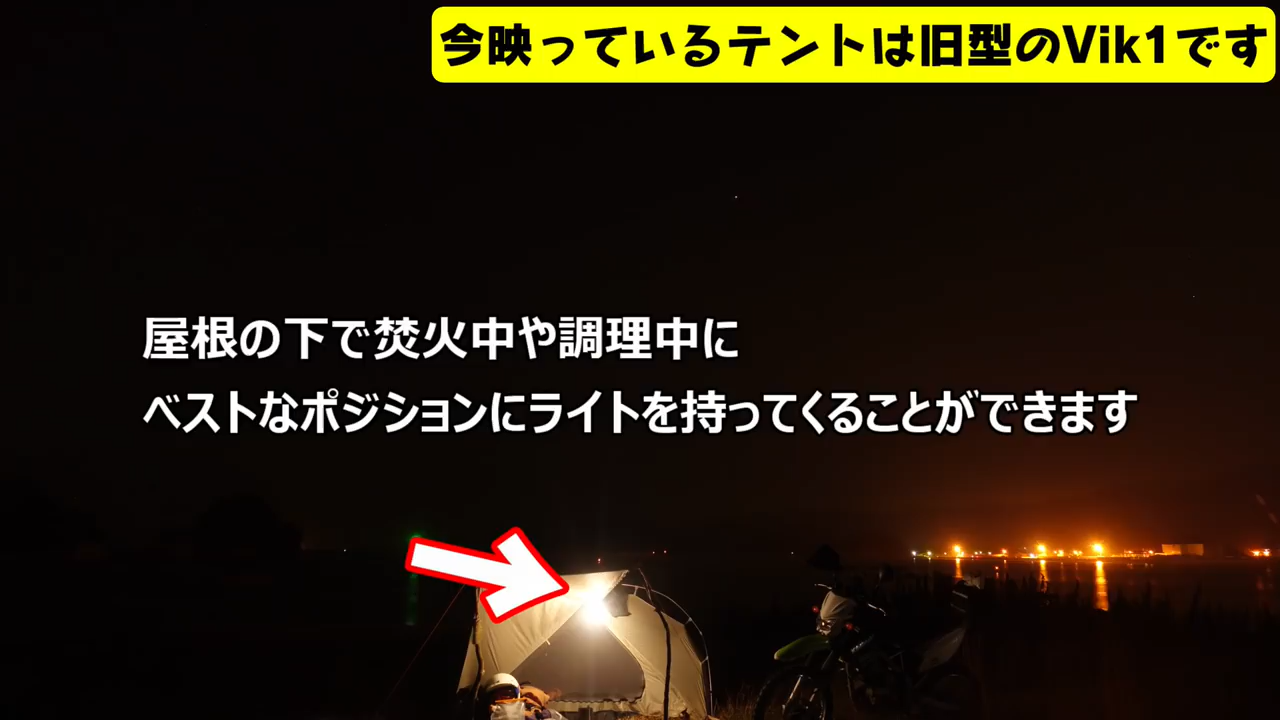 今映っているテントは旧型のVik1です
屋根の下で焚火中や調理中に
ベストなポジションにライトを持ってくることができます